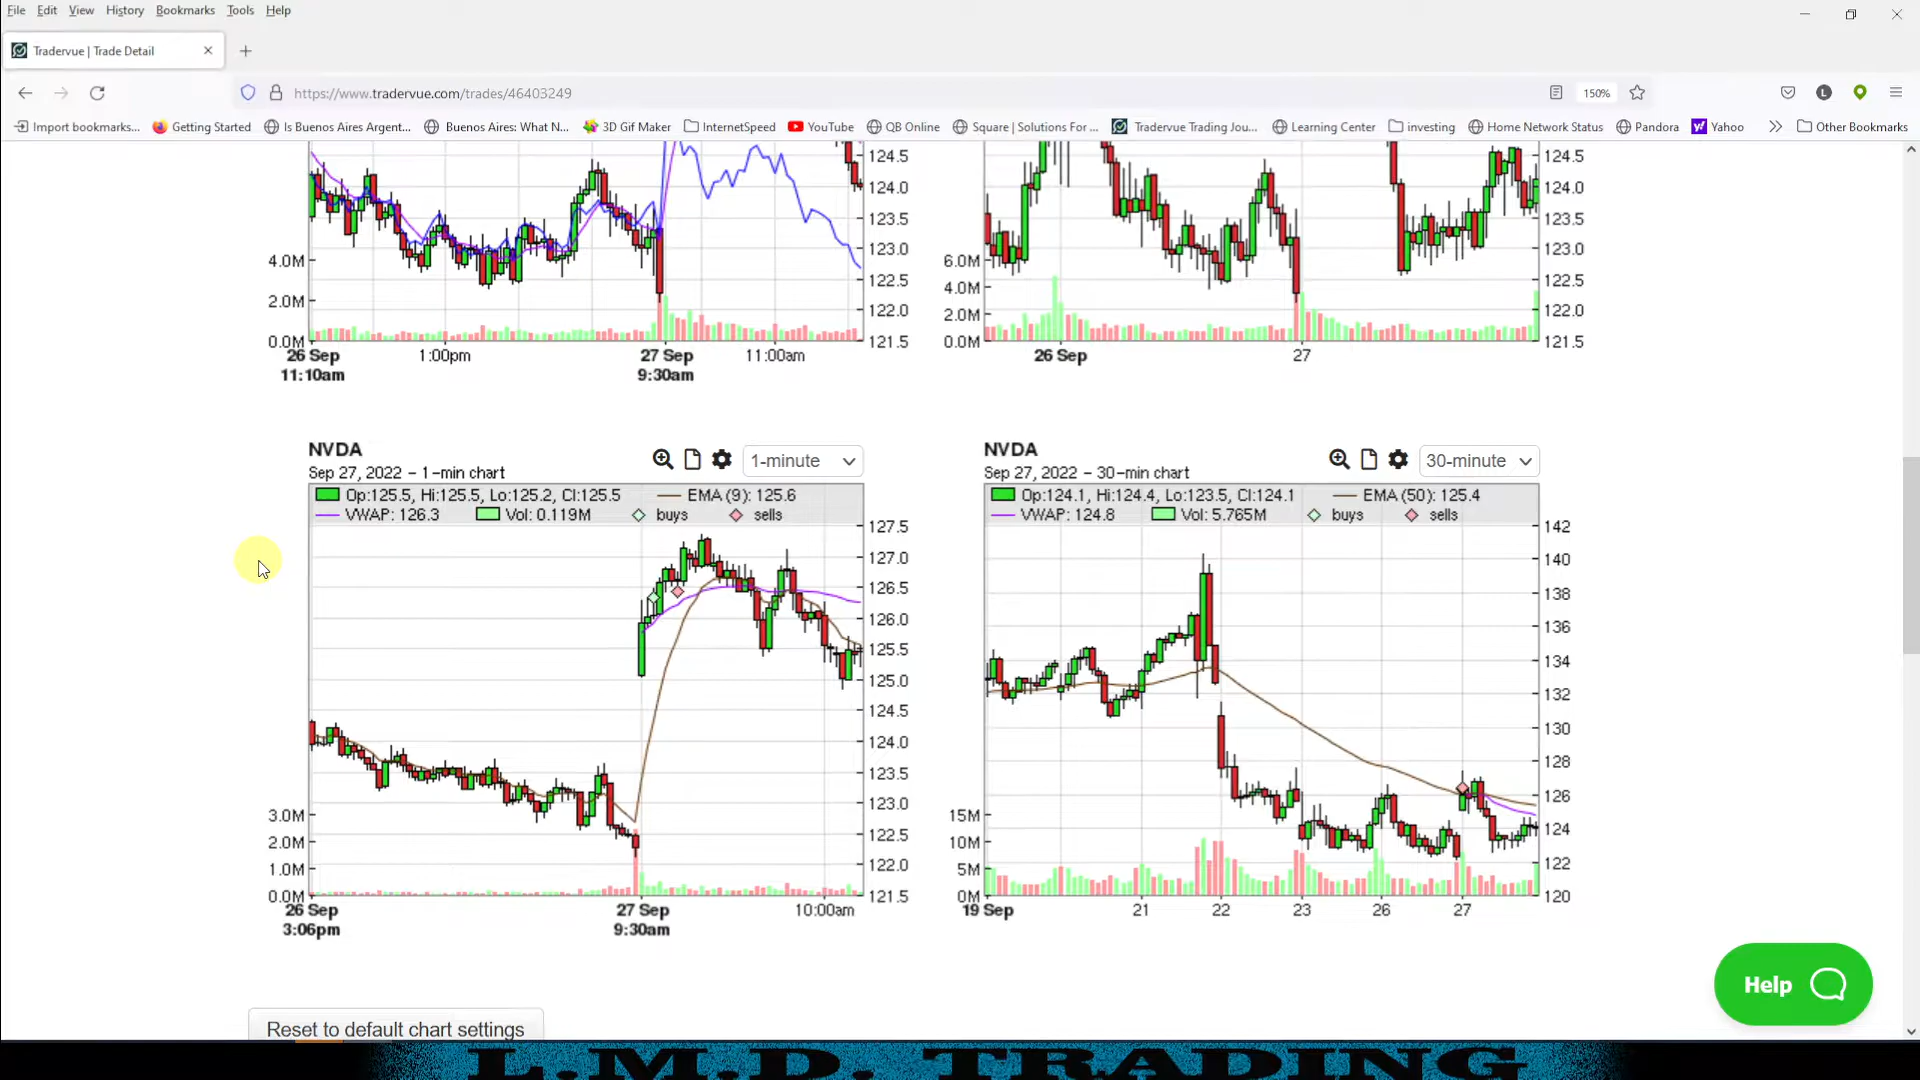 File Edit View History Bookmarks Tools Help
Tradervue | Trade Detail
https://www.tradervue.com/trades/46403249
150%
L
Import bookmarks... Getting Started Is Buenos Aires Argent... Buenos Aires: What N... 3D Gif Maker InternetSpeed YouTube QB Online Square | Solutions For ... Tradervue Trading Jou... Learning Center investing Home Network Status Pandora Yahoo Other Bookmarks
124.5
124.0
123.5
123.0
122.5
122.0
121.5
4.0M
2.0M
0.0M
26 Sep 1:00pm 27 Sep 11:00am
11:10am 9:30am
124.5
124.0
123.5
123.0
122.5
122.0
121.5
6.0M
4.0M
2.0M
0.0M
26 Sep 27
NVDA
Sep 27, 2022 - 1-min chart
1-minute
Op:125.5, Hi:125.5, Lo:125.2, Cl:125.5 EMA (9): 125.6
VWAP: 126.3 Vol: 0.119M buys sells
127.5
127.0
126.5
126.0
125.5
125.0
124.5
124.0
123.5
123.0
122.5
122.0
121.5
3.0M
2.0M
1.0M
0.0M
26 Sep 27 Sep 10:00am
3:06pm 9:30am
NVDA
Sep 27, 2022 - 30-min chart
30-minute
Op:124.1, Hi:124.4, Lo:123.5, Cl:124.1 EMA (50): 125.4
VWAP: 124.8 Vol: 5.765M buys sells
142
140
138
136
134
132
130
128
126
124
122
120
15M
10M
5M
0M
19 Sep 21 22 23 26 27
Help
Reset to default chart settings
L.M.D. TRADING